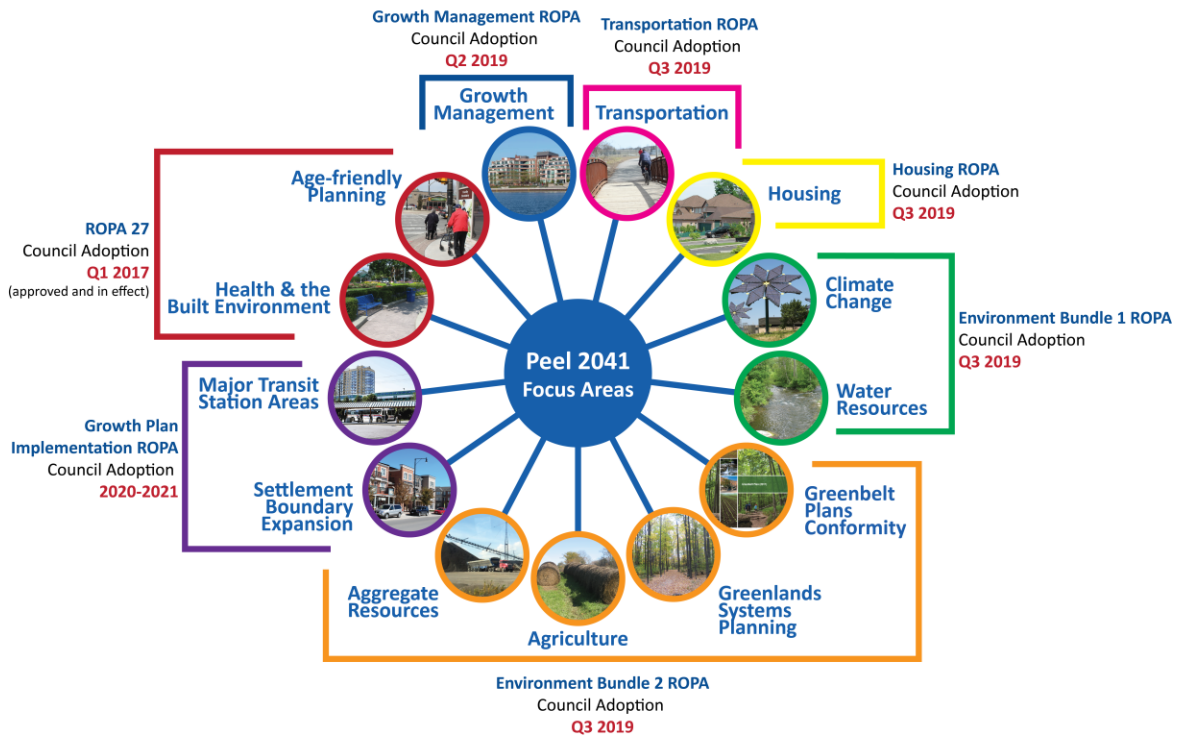 Growth Management ROPA
Council Adoption
Q2 2019
Transportation ROPA
Council Adoption
Q3 2019
Growth
Management
Transportation
Age-friendly
Planning
Housing
Housing ROPA
Council Adoption
Q3 2019
ROPA 27
Council Adoption
Q1 2017
(approved and in effect)
Health & the
Built Environment
Climate
Change
Environment Bundle 1 ROPA
Council Adoption
Q3 2019
Peel 2041
Focus Areas
Major Transit
Station Areas
Water
Resources
Growth Plan
Implementation ROPA
Council Adoption
2020-2021
Settlement
Boundary
Expansion
Greenbelt
Plans
Conformity
Aggregate
Resources
Agriculture
Greenlands
Systems
Planning
Environment Bundle 2 ROPA
Council Adoption
Q3 2019